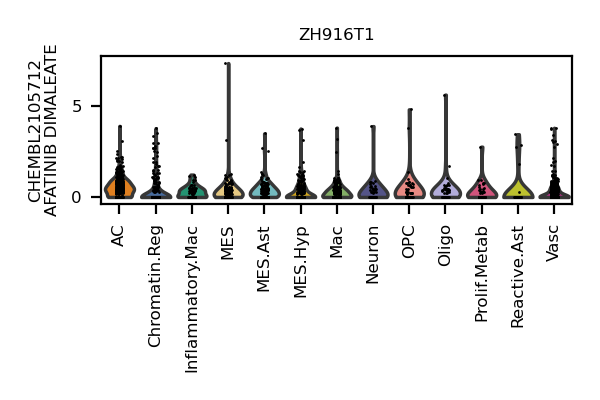 ZH916T1
CHEMBL2105712
AFATINIB DIMALEATE
5
0
AC
Chromatin.Reg
Inflammatory.Mac
MES
MES.Ast
MES.Hyp
Mac
Neuron
OPC
Oligo
Prolif.Metab
Reactive.Ast
Vasc